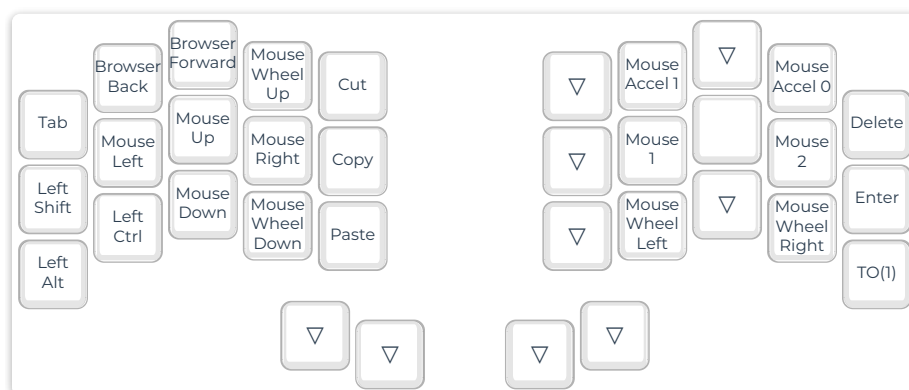 Tab
Browser
Back
Browser
Forward
Mouse
Wheel
Up
Cut
▽
Mouse
Accel 1
▽
Mouse
Accel 0
Delete
Left
Shift
Mouse
Left
Mouse
Up
Mouse
Right
Copy
▽
Mouse
1
Mouse
2
Enter
Left
Alt
Left
Ctrl
Mouse
Down
Mouse
Wheel
Down
Paste
▽
Mouse
Wheel
Left
▽
Mouse
Wheel
Right
TO(1)
▽
▽
▽
▽